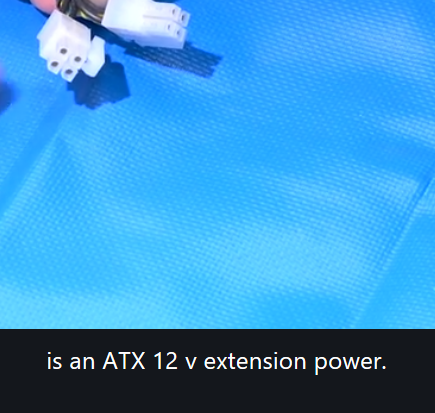 is an ATX 12 v extension power.